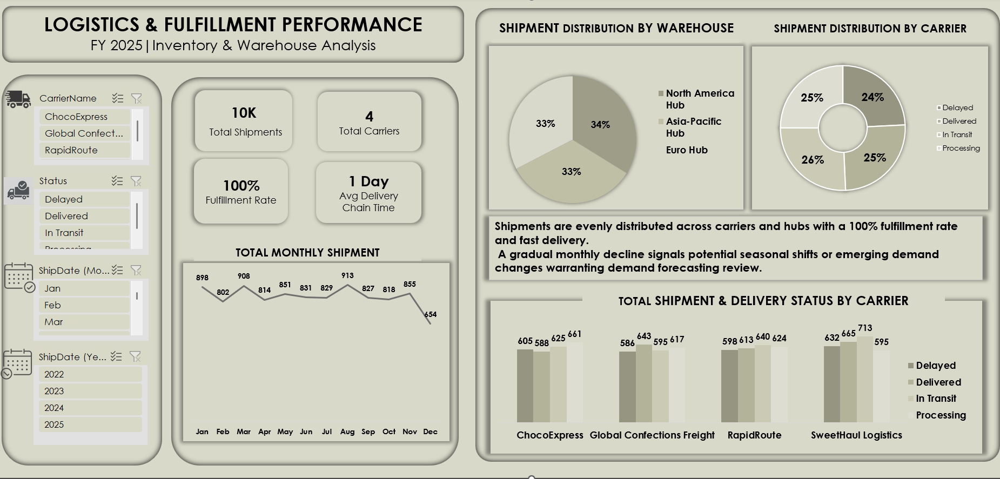 LOGISTICS & FULFILLMENT PERFORMANCE
FY 2025|Inventory & Warehouse Analysis
CarrierName
ChocoExpress
Global Confect...
RapidRoute
Status
Delayed
Delivered
In Transit
Processing
ShipDate (Mo...
Jan
Feb
Mar
ShipDate (Ye...
2022
2023
2024
2025
10K
Total Shipments
4
Total Carriers
100%
Fulfillment Rate
1 Day
Avg Delivery
Chain Time
TOTAL MONTHLY SHIPMENT
898 802 908 814 851 831 829 913 827 818 855 654
Jan Feb Mar Apr May Jun Jul Aug Sep Oct Nov Dec
SHIPMENT DISTRIBUTION BY WAREHOUSE
33% 34% 33%
North America
Hub
Asia-Pacific
Hub
Euro Hub
SHIPMENT DISTRIBUTION BY CARRIER
25% 24%
26% 25%
Delayed
Delivered
In Transit
Processing
Shipments are evenly distributed across carriers and hubs with a 100% fulfillment rate
and fast delivery.
A gradual monthly decline signals potential seasonal shifts or emerging demand
changes warranting demand forecasting review.
TOTAL SHIPMENT & DELIVERY STATUS BY CARRIER
605 588 625 661 586 643 595 617 598 613 640 624 632 665 713 595
Delayed
Delivered
In Transit
Processing
ChocoExpress Global Confections Freight RapidRoute SweetHaul Logistics